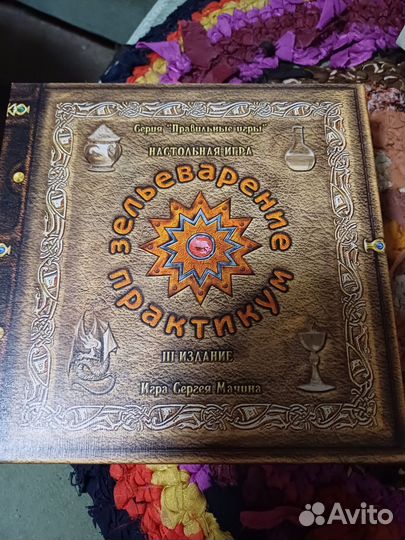 Серия "Правильные игры"
НАСТОЛЬНАЯ ИГРА
зельеварение
практикум
III ИЗДАНИЕ
Игра Сергея Мачина
Avito